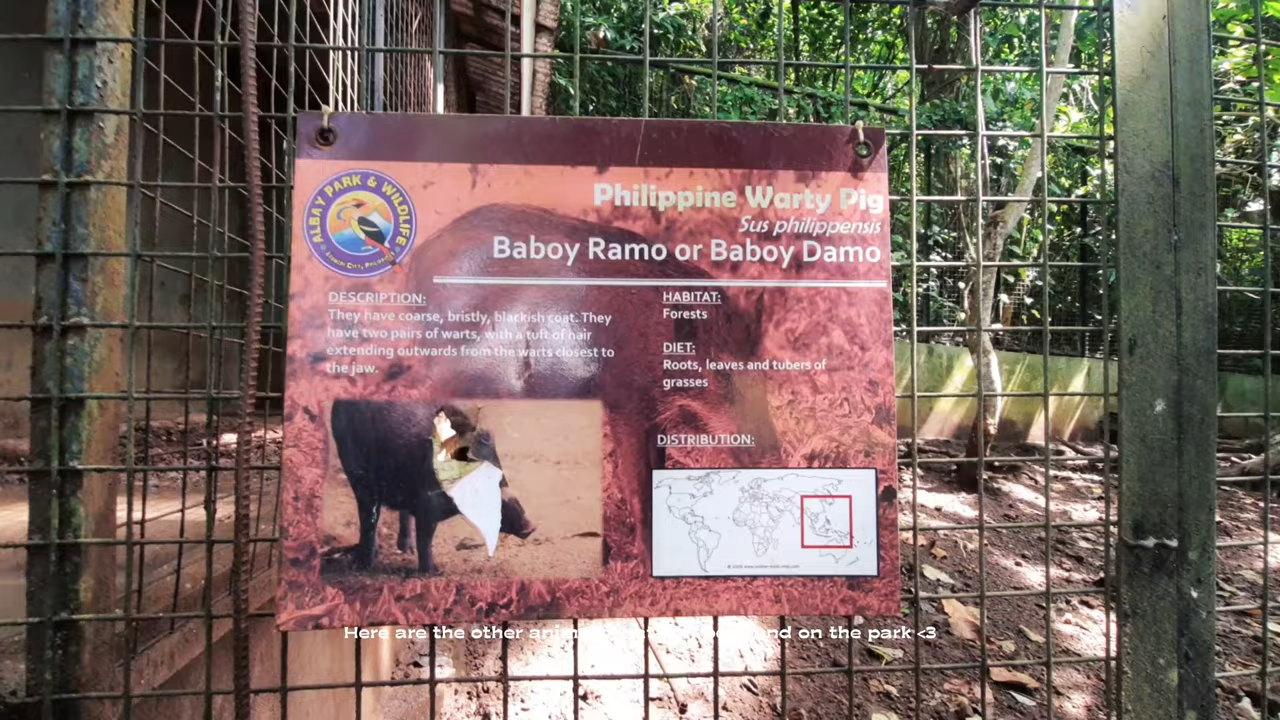 ALBAY PARK & WILDLIFE
Philippine Warty Pig
Sus philippensis
Baboy Ramo or Baboy Damo
DESCRIPTION:
They have coarse, bristly, blackish coat. They
have two pairs of warts, with a tuft of hair
extending outwards from the warts closest to
the jaw.
HABITAT:
Forests
DIET:
Roots, leaves and tubers of
grasses
DISTRIBUTION:
Here are the other on the park <3